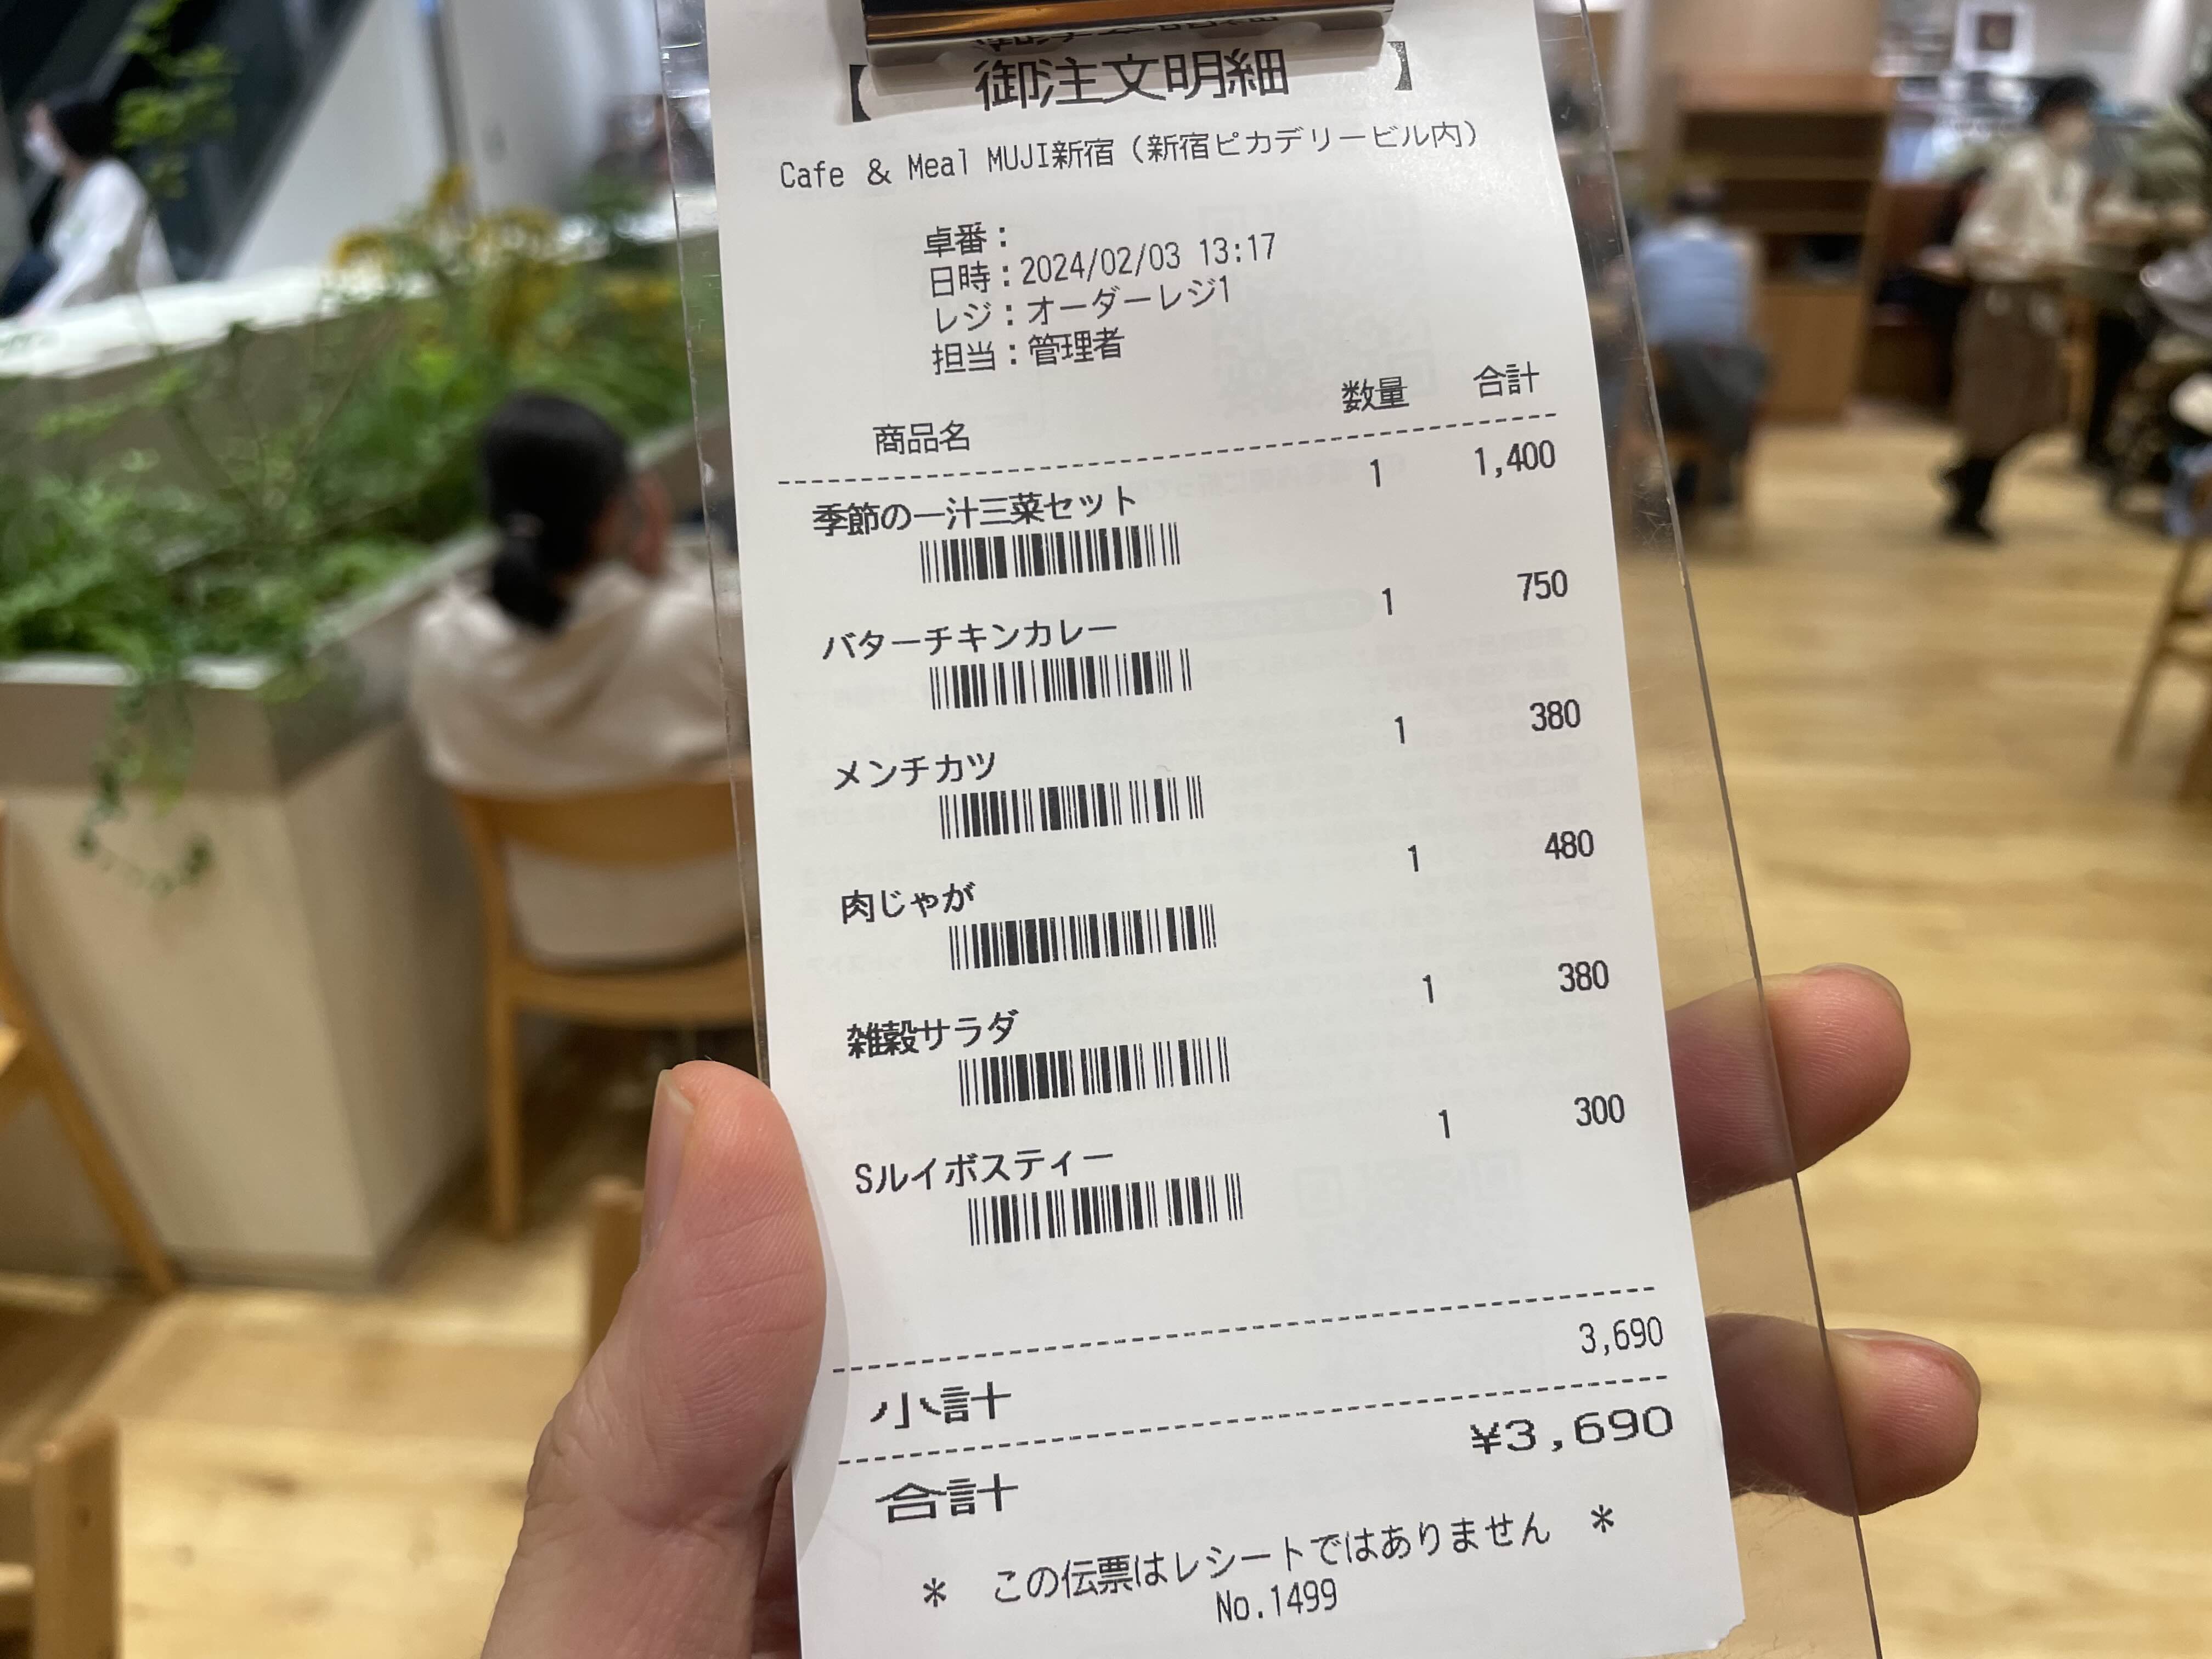 【 御注文明細 】
Cafe & Meal MUJI新宿（新宿ピカデリービル内）
卓番：
日時：2024/02/03 13:17
レジ：オーダーレジ1
担当：管理者
商品名 数量 合計
季節の一汁三菜セット 1 1,400
バターチキンカレー 1 750
メンチカツ 1 380
肉じゃが 1 480
雑穀サラダ 1 380
Sルイボスティー 1 300
小計 3,690
合計 ¥3,690
* この伝票はレシートではありません *
No.1499